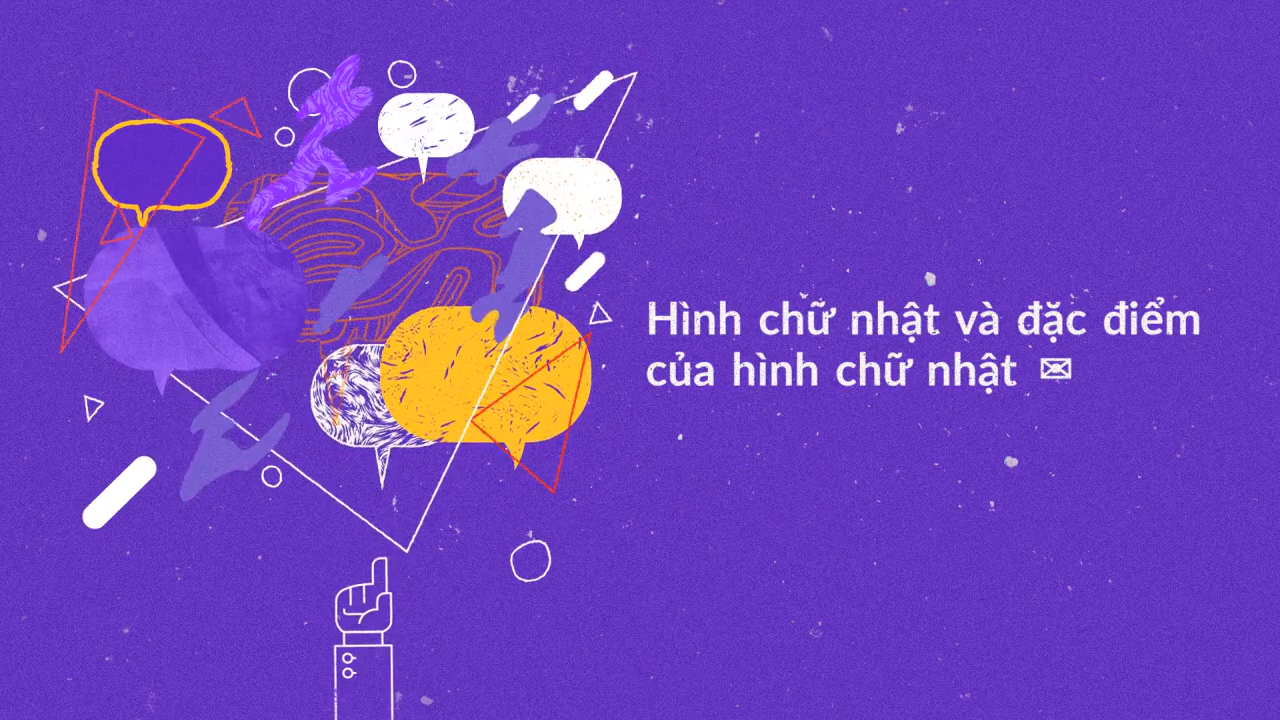 Hình chữ nhật và đặc điểm
của hình chữ nhật ✉